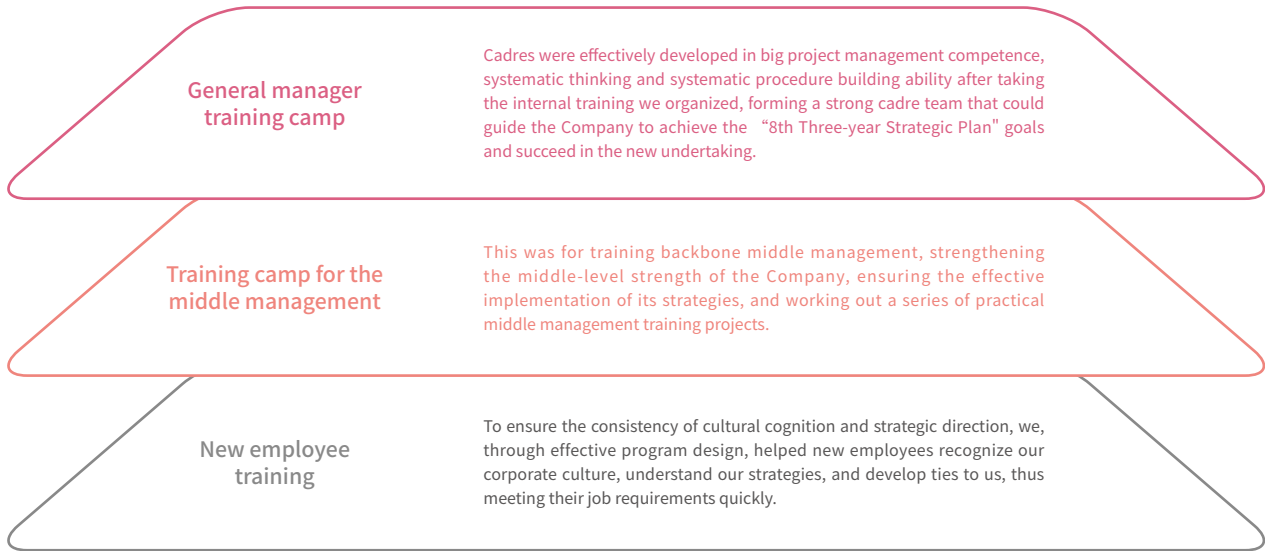 General manager
training camp
Cadres were effectively developed in big project management competence,
systematic thinking and systematic procedure building ability after taking
the internal training we organized, forming a strong cadre team that could
guide the Company to achieve the “8th Three-year Strategic Plan” goals
and succeed in the new undertaking.
Training camp for the
middle management
This was for training backbone middle management, strengthening
the middle-level strength of the Company, ensuring the effective
implementation of its strategies, and working out a series of practical
middle management training projects.
New employee
training
To ensure the consistency of cultural cognition and strategic direction, we,
through effective program design, helped new employees recognize our
corporate culture, understand our strategies, and develop ties to us, thus
meeting their job requirements quickly.